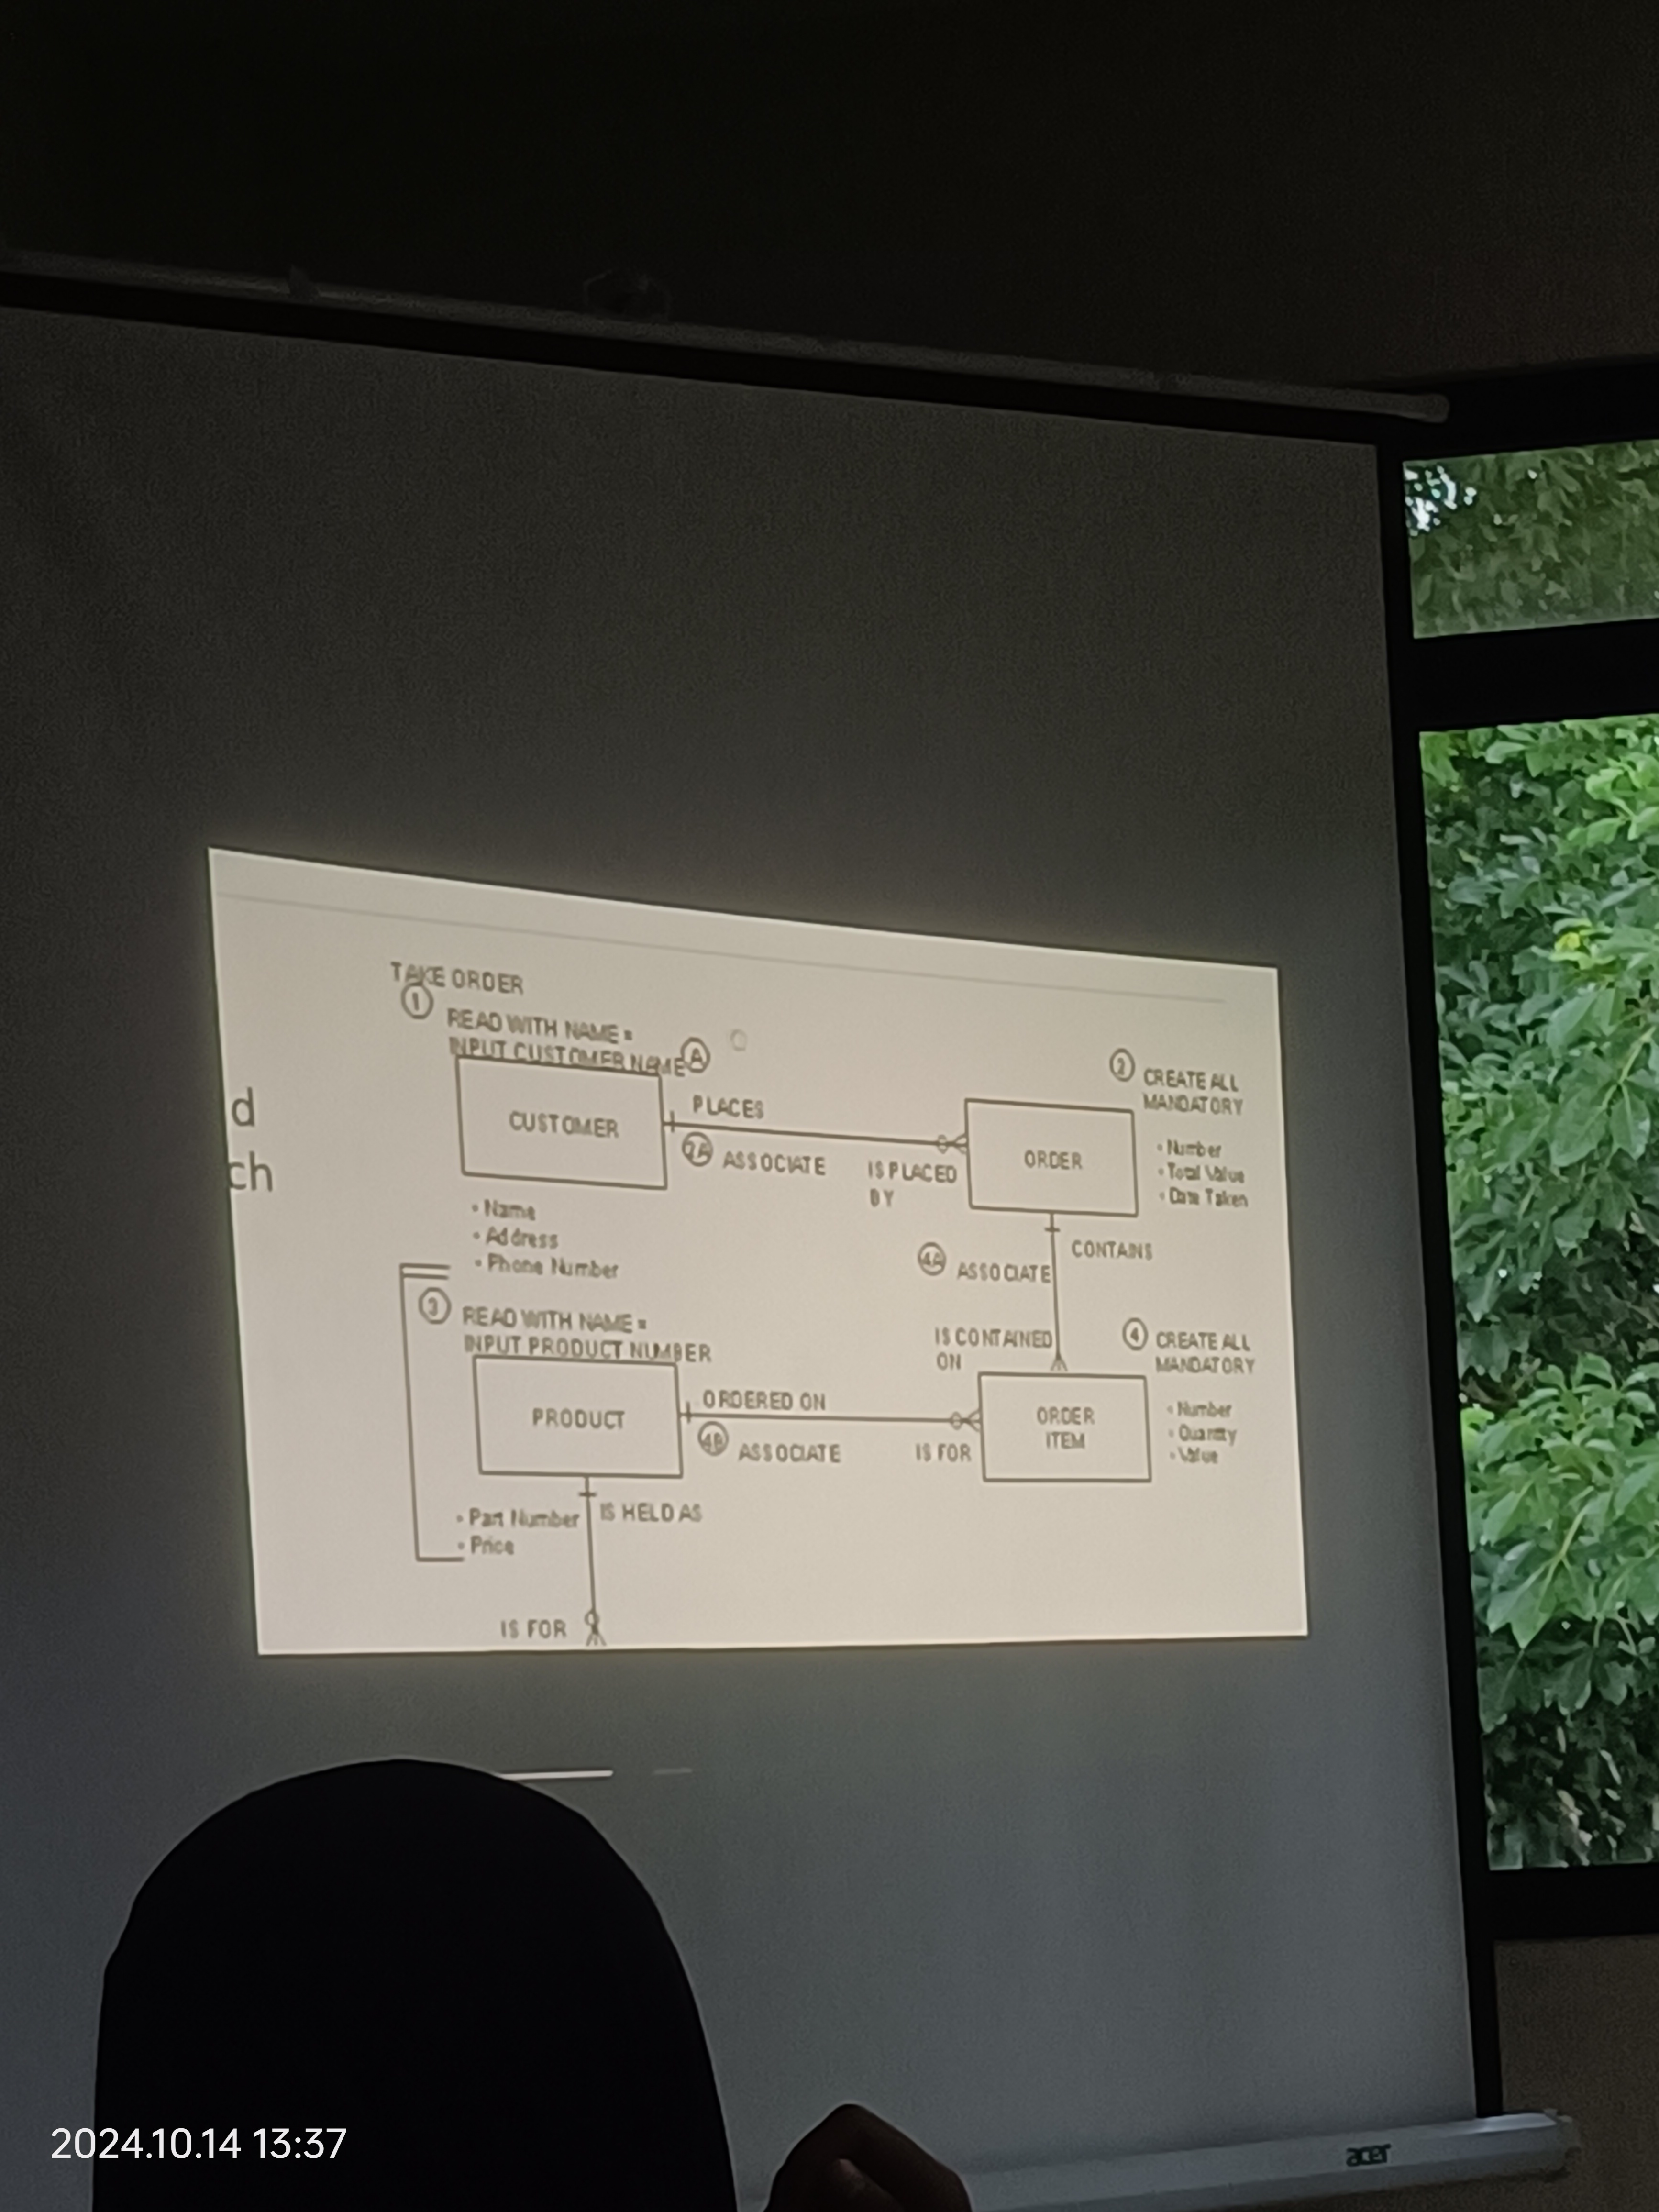 TAKE ORDER
1
READ WITH NAME =
INPUT CUSTOMER NAME
A
CUSTOMER
PLACES
2A ASSOCIATE
IS PLACED
BY
2 CREATE ALL
MANDATORY
ORDER
• Number
• Total Value
• Date Taken
d
ch
• Name
• Address
• Phone Number
4A ASSOCIATE
CONTAINS
3 READ WITH NAME =
INPUT PRODUCT NUMBER
IS CONTAINED
ON
4 CREATE ALL
MANDATORY
PRODUCT
ORDERED ON
4B ASSOCIATE
IS FOR
ORDER
ITEM
• Number
• Quantity
• Value
• Part Number
• Price
IS HELD AS
IS FOR
2024.10.14 13:37
acer